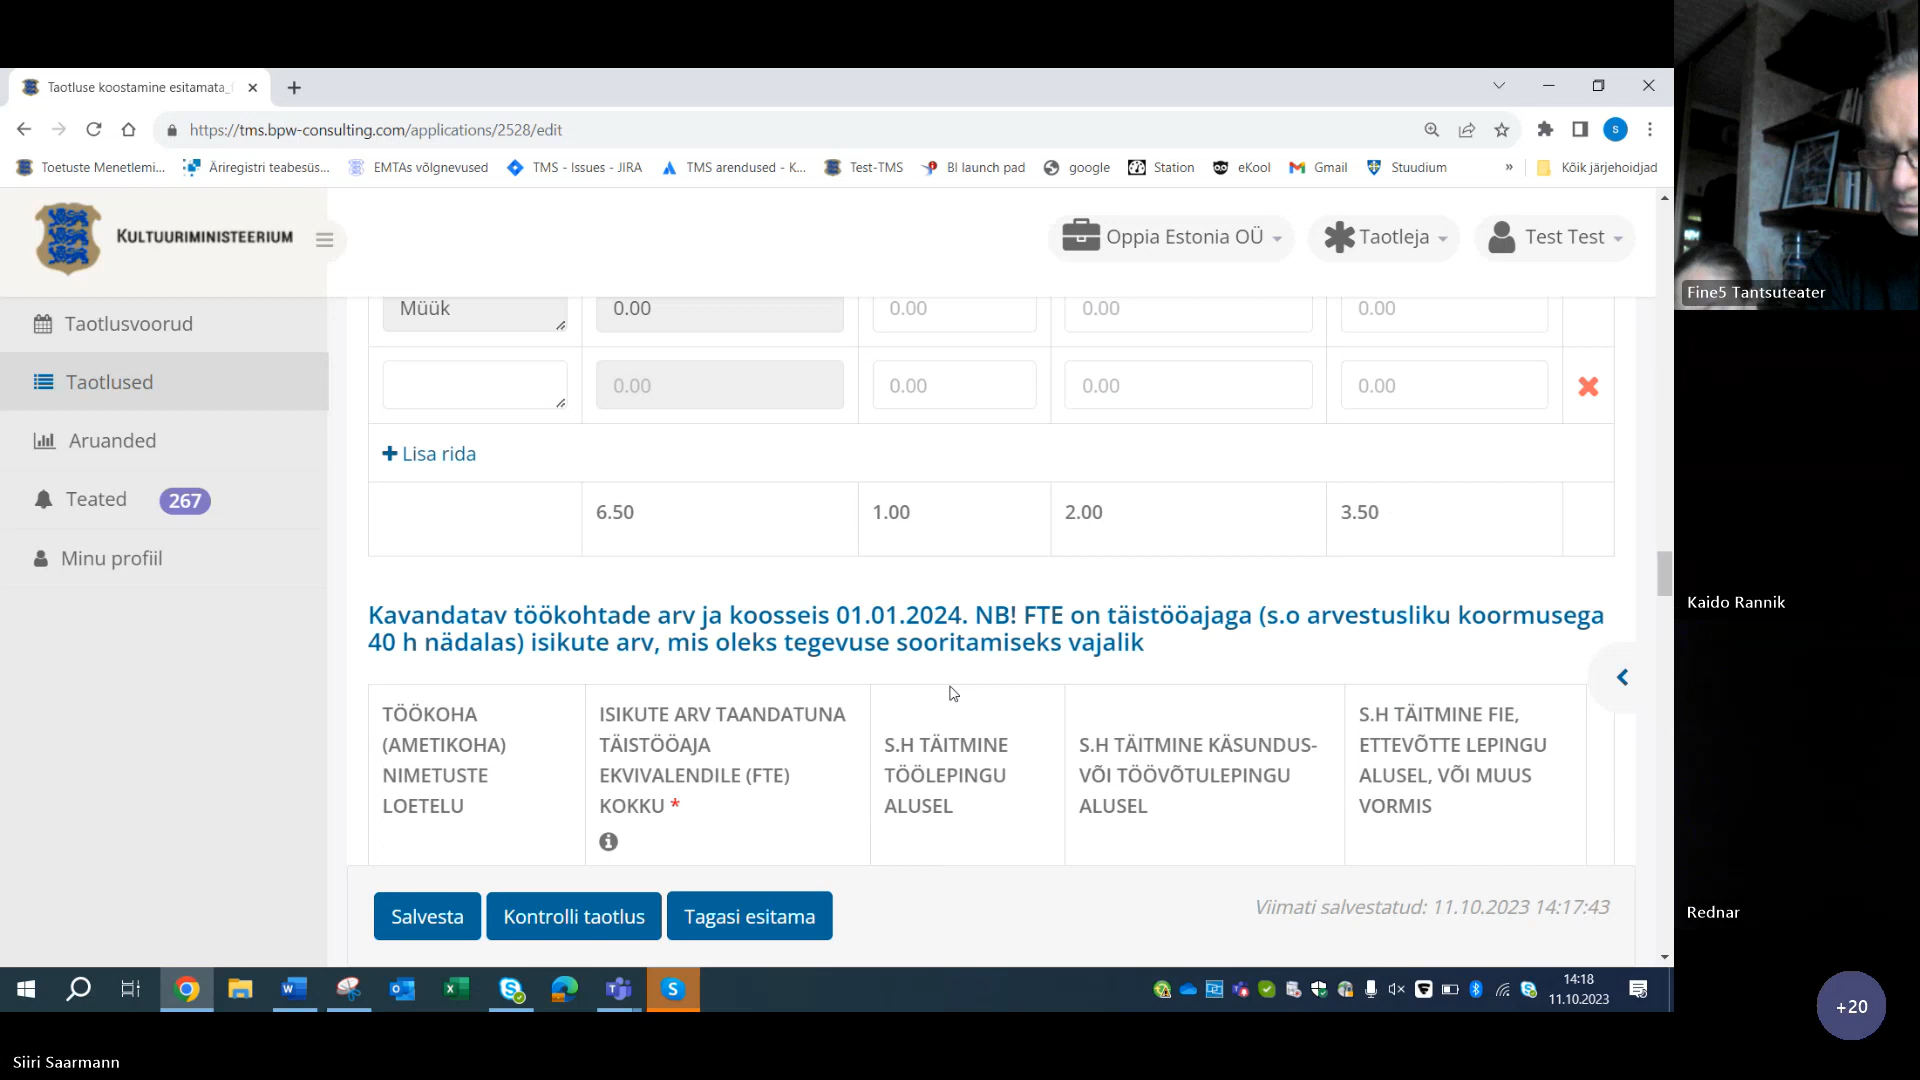 Taotluse koostamine esitamata_
https://tms.bpw-consulting.com/applications/2528/edit
s
Toetuste Menetlemi...
Äriregistri teabesüs...
EMTAs võlgnevused
TMS - Issues - JIRA
TMS arendused - K...
Test-TMS
BI launch pad
google
Station
eKool
Gmail
Stuudium
»
Kõik järjehoidjad
KULTUURIMINISTEERIUM
Oppia Estonia OÜ
Taotleja
Test Test
Fine5 Tantsuteater
Taotlusvoorud
Taotlused
Aruanded
Teated 267
Minu profiil
Müük 0.00 0.00 0.00 0.00
0.00 0.00 0.00 0.00
Lisa rida
6.50 1.00 2.00 3.50
Kavandatav töökohtade arv ja koosseis 01.01.2024. NB! FTE on täistööajaga (s.o arvestusliku koormusega
40 h nädalas) isikute arv, mis oleks tegevuse sooritamiseks vajalik
TÖÖKOHA
(AMETIKOHA)
NIMETUSTE
LOETELU
ISIKUTE ARV TAANDATUNA
TÄISTÖÖAJA
EKVIVALENDILE (FTE)
KOKKU *
S.H TÄITMINE
TÖÖLEPINGU
ALUSEL
S.H TÄITMINE KÄSUNDUS-
VÕI TÖÖVÕTULEPINGU
ALUSEL
S.H TÄITMINE FIE,
ETTEVÕTTE LEPINGU
ALUSEL, VÕI MUUS
VORMIS
Salvesta
Kontrolli taotlus
Tagasi esitama
Viimati salvestatud: 11.10.2023 14:17:43
Kaido Rannik
Rednar
14:18
11.10.2023
+20
Siiri Saarmann